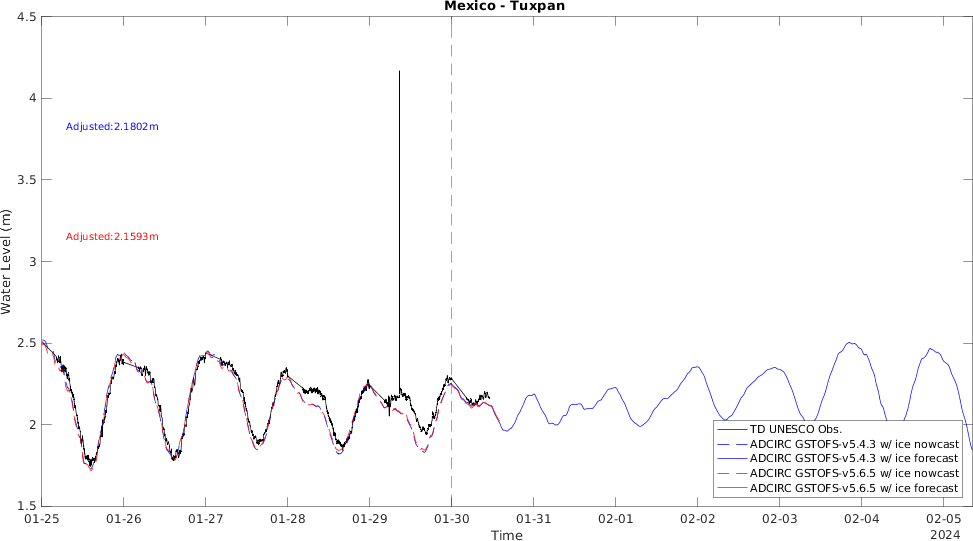 Mexico - Tuxpan
4.5
4
3.5
3
2.5
2
1.5
Water Level (m)
Adjusted:2.1802m
Adjusted:2.1593m
TD UNESCO Obs.
ADCIRC GSTOFS-v5.4.3 w/ ice nowcast
ADCIRC GSTOFS-v5.4.3 w/ ice forecast
ADCIRC GSTOFS-v5.6.5 w/ ice nowcast
ADCIRC GSTOFS-v5.6.5 w/ ice forecast
01-25 01-26 01-27 01-28 01-29 01-30 01-31 02-01 02-02 02-03 02-04 02-05
Time
2024